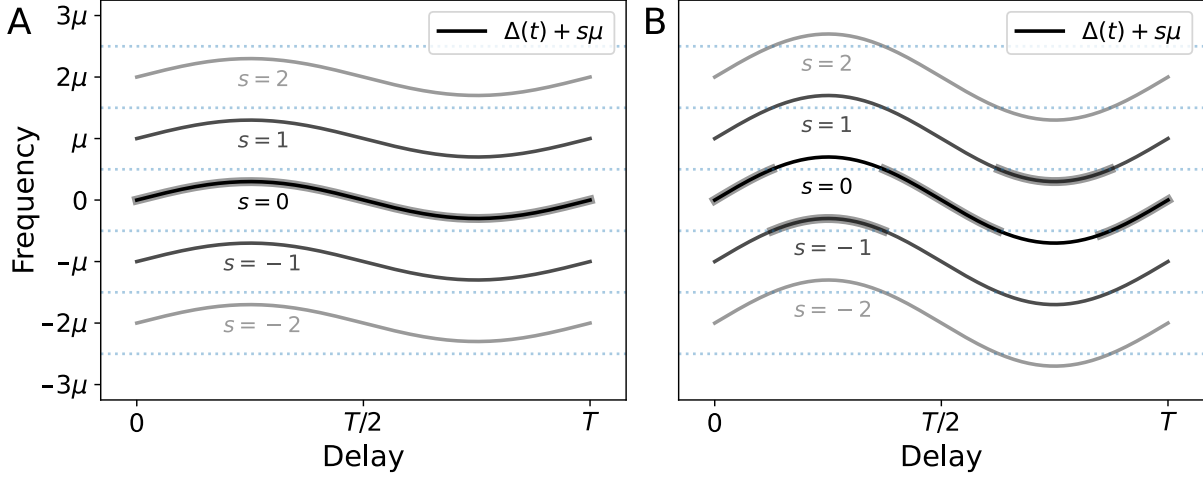 A
Δ(t) + sμ
3μ
2μ
μ
0
–μ
–2μ
–3μ
Frequency
s = 2
s = 1
s = 0
s = −1
s = −2
0
T/2
T
Delay
B
Δ(t) + sμ
s = 2
s = 1
s = 0
s = −1
s = −2
0
T/2
T
Delay